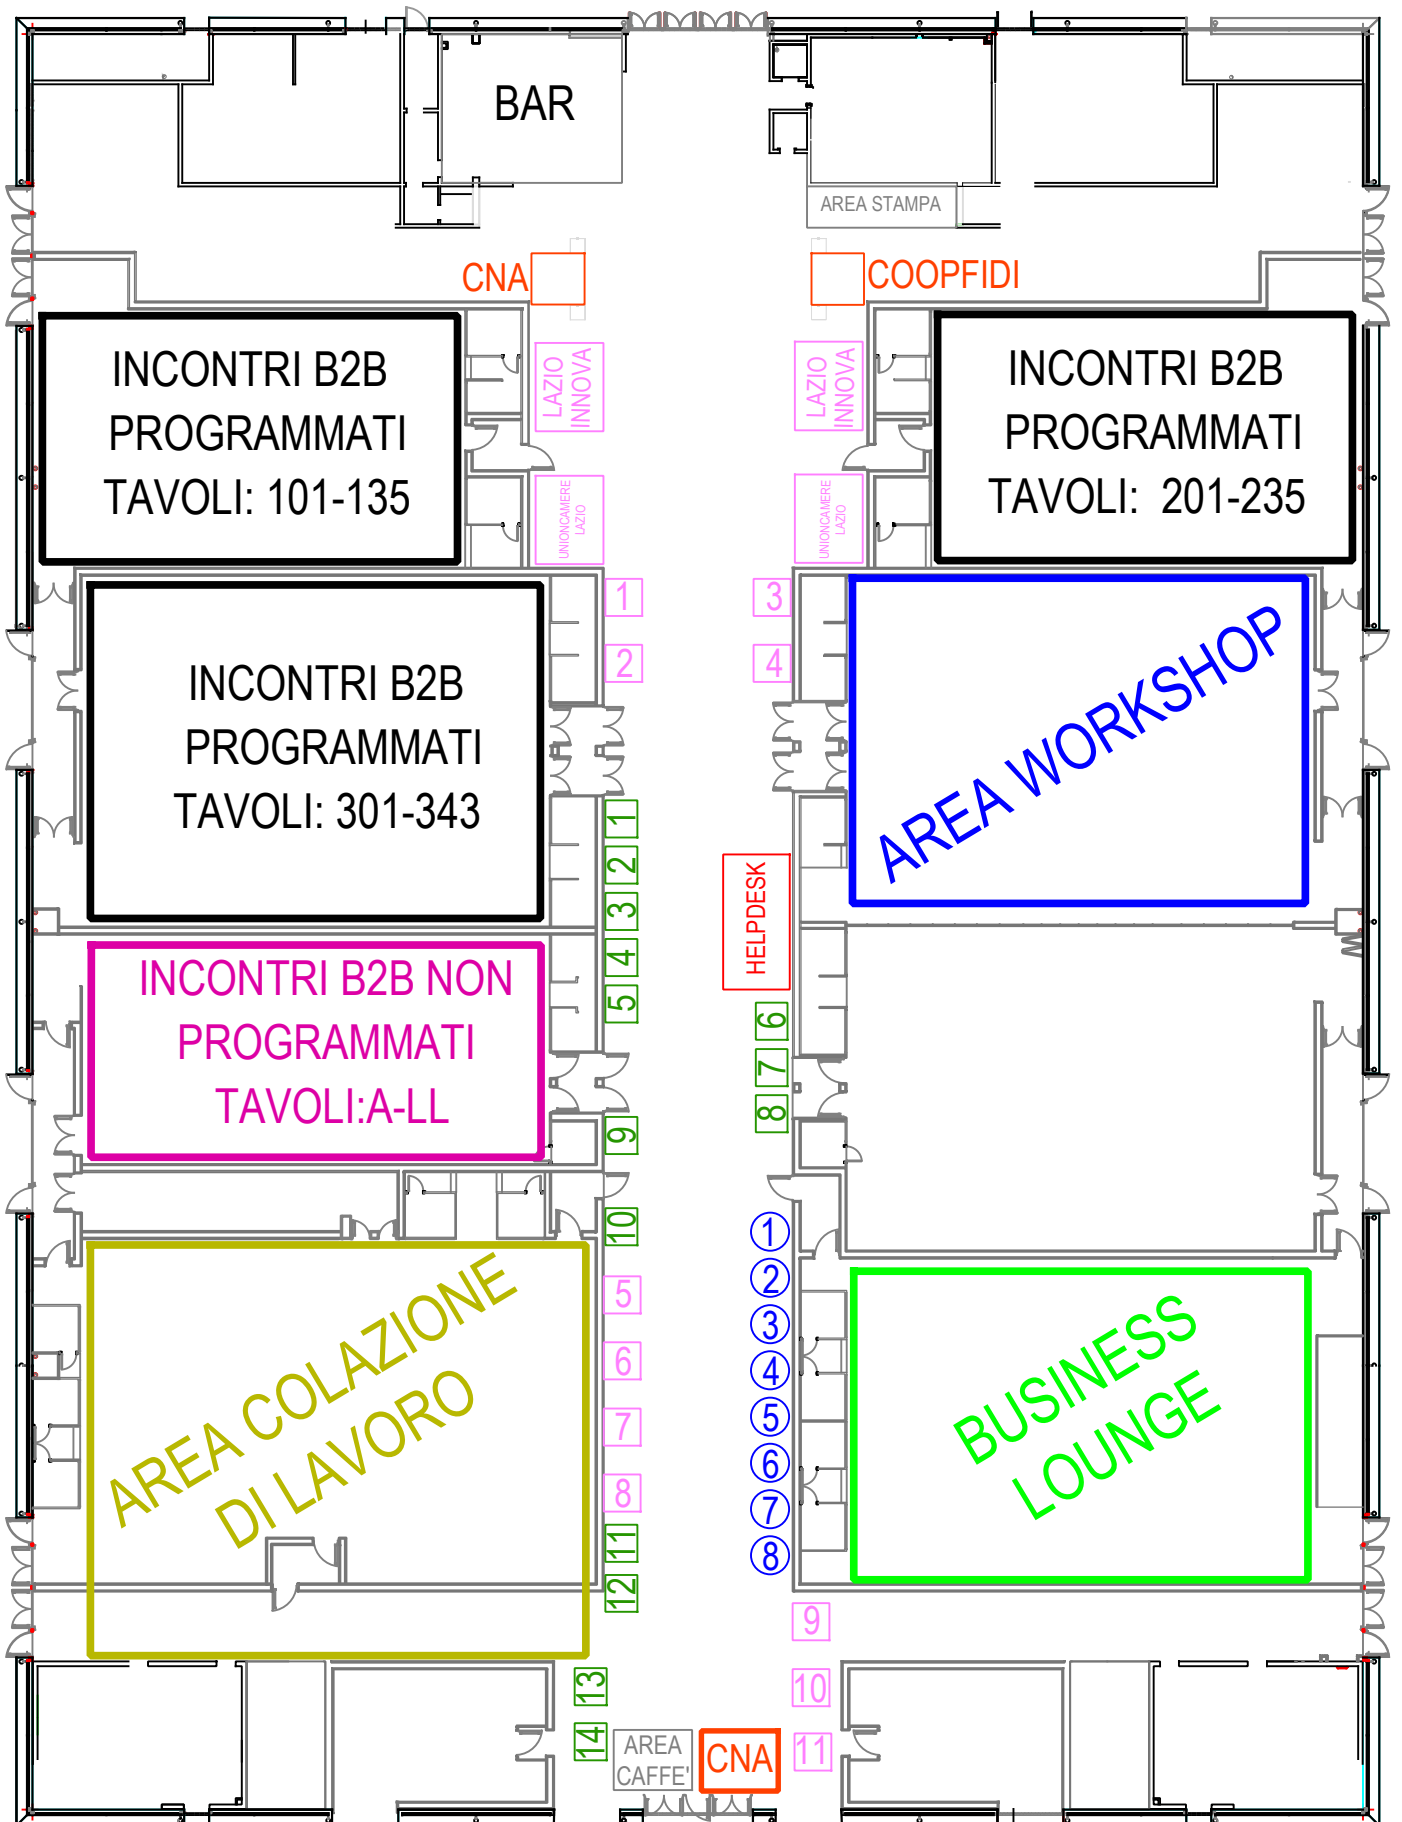 BAR
AREA STAMPA
CNA
COOPFIDI
INCONTRI B2B
PROGRAMMATI
TAVOLI: 101-135
LAZIO
INNOVA
LAZIO
INNOVA
INCONTRI B2B
PROGRAMMATI
TAVOLI: 201-235
UNIONCAMERE
LAZIO
UNIONCAMERE
LAZIO
1
2
3
4
INCONTRI B2B
PROGRAMMATI
TAVOLI: 301-343
AREA WORKSHOP
1
2
3
4
5
HELPDESK
INCONTRI B2B NON
PROGRAMMATI
TAVOLI:A-LL
6
7
8
9
10
1
2
3
4
5
6
7
8
AREA COLAZIONE
DI LAVORO
5
6
7
8
11
12
BUSINESS
LOUNGE
9
10
11
13
14
AREA
CAFFE'
CNA